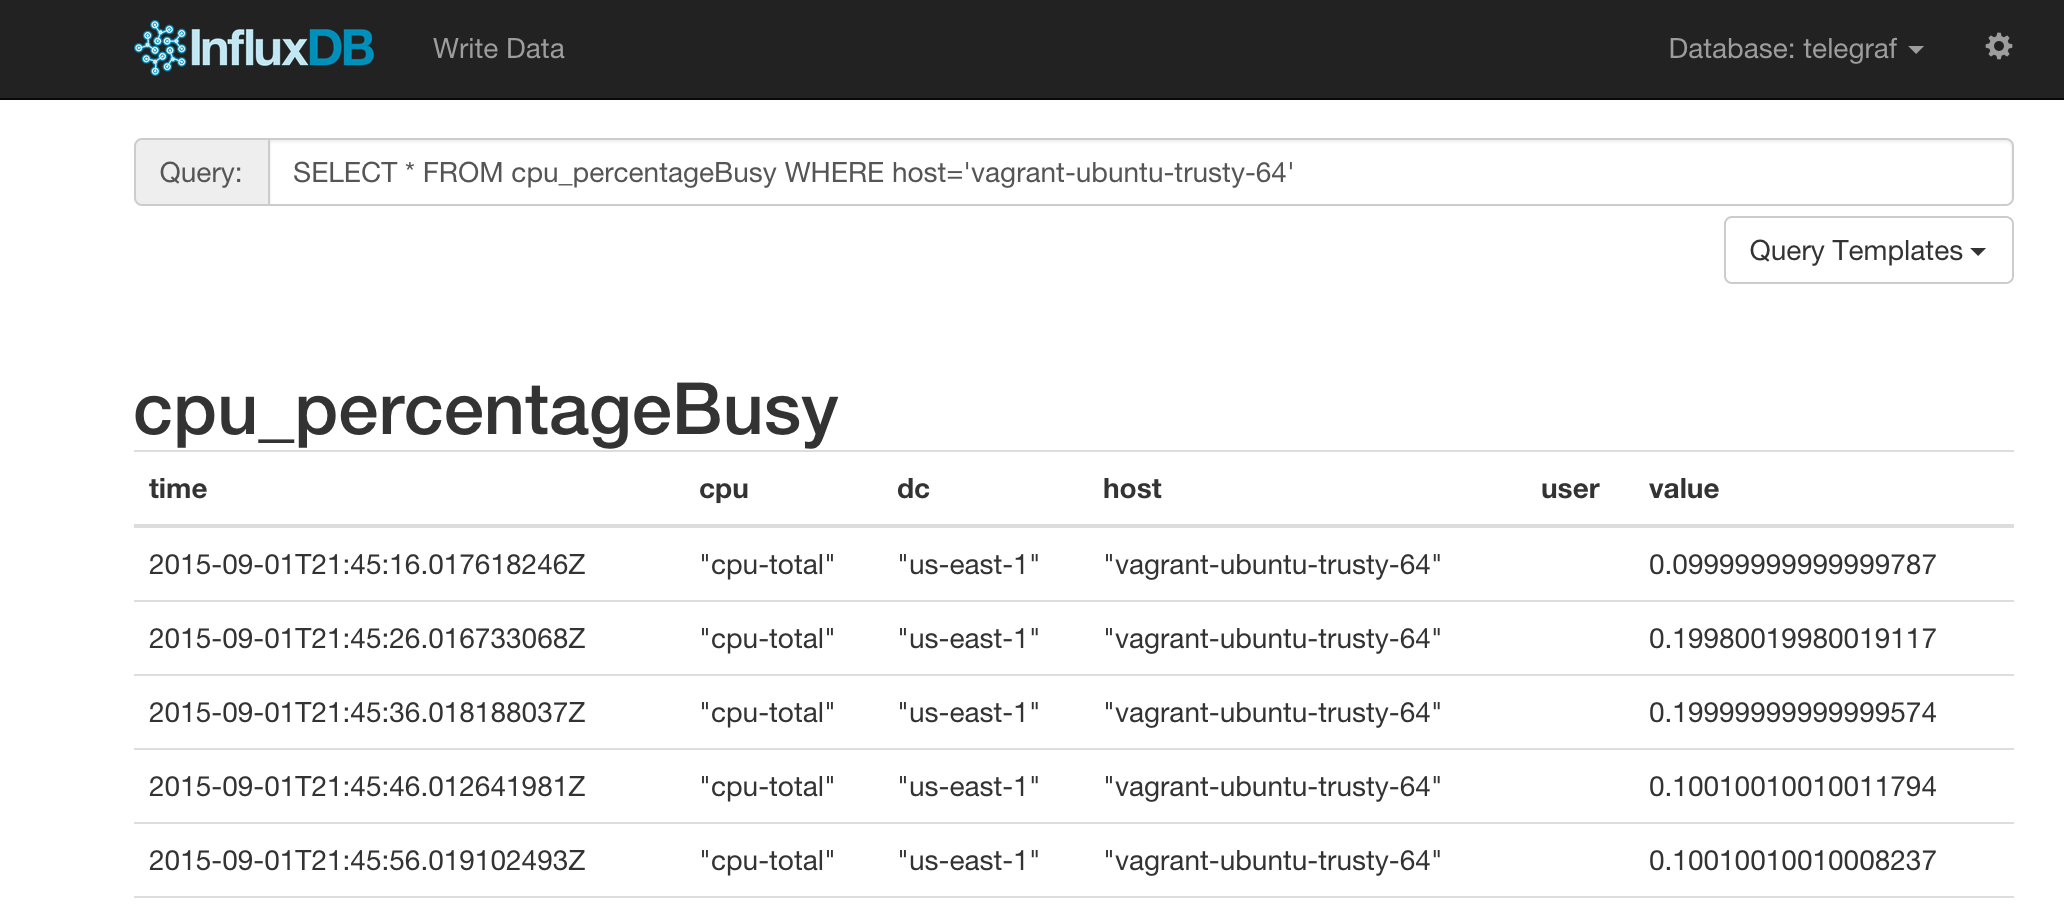 InfluxDB Write Data Database: telegraf
Query: SELECT * FROM cpu_percentageBusy WHERE host='vagrant-ubuntu-trusty-64'
Query Templates
cpu_percentageBusy
time cpu dc host user value
2015-09-01T21:45:16.017618246Z "cpu-total" "us-east-1" "vagrant-ubuntu-trusty-64" 0.09999999999999787
2015-09-01T21:45:26.016733068Z "cpu-total" "us-east-1" "vagrant-ubuntu-trusty-64" 0.19980019980019117
2015-09-01T21:45:36.018188037Z "cpu-total" "us-east-1" "vagrant-ubuntu-trusty-64" 0.19999999999999574
2015-09-01T21:45:46.012641981Z "cpu-total" "us-east-1" "vagrant-ubuntu-trusty-64" 0.10010010010011794
2015-09-01T21:45:56.019102493Z "cpu-total" "us-east-1" "vagrant-ubuntu-trusty-64" 0.10010010010008237